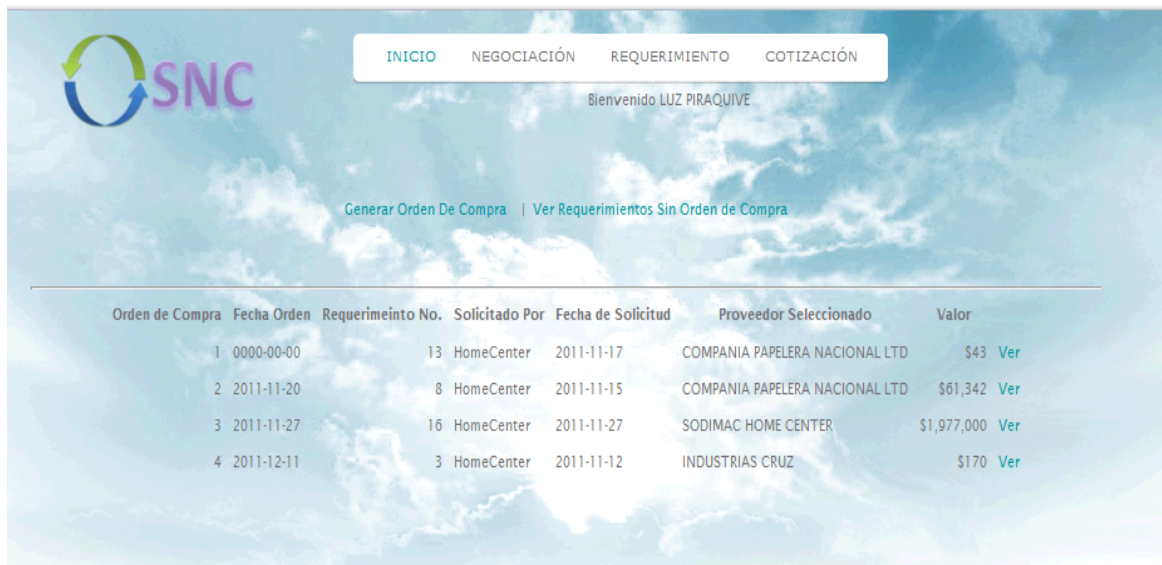 SNC
INICIO NEGOCIACIÓN REQUERIMIENTO COTIZACIÓN
Bienvenido LUZ PIRAQUIVE
Generar Orden De Compra | Ver Requerimientos Sin Orden de Compra
Orden de Compra Fecha Orden Requerimeinto No. Solicitado Por Fecha de Solicitud Proveedor Seleccionado Valor
1 0000-00-00 13 HomeCenter 2011-11-17 COMPANIA PAPELERA NACIONAL LTD $43 Ver
2 2011-11-20 8 HomeCenter 2011-11-15 COMPANIA PAPELERA NACIONAL LTD $61,342 Ver
3 2011-11-27 16 HomeCenter 2011-11-27 SODIMAC HOME CENTER $1,977,000 Ver
4 2011-12-11 3 HomeCenter 2011-11-12 INDUSTRIAS CRUZ $170 Ver